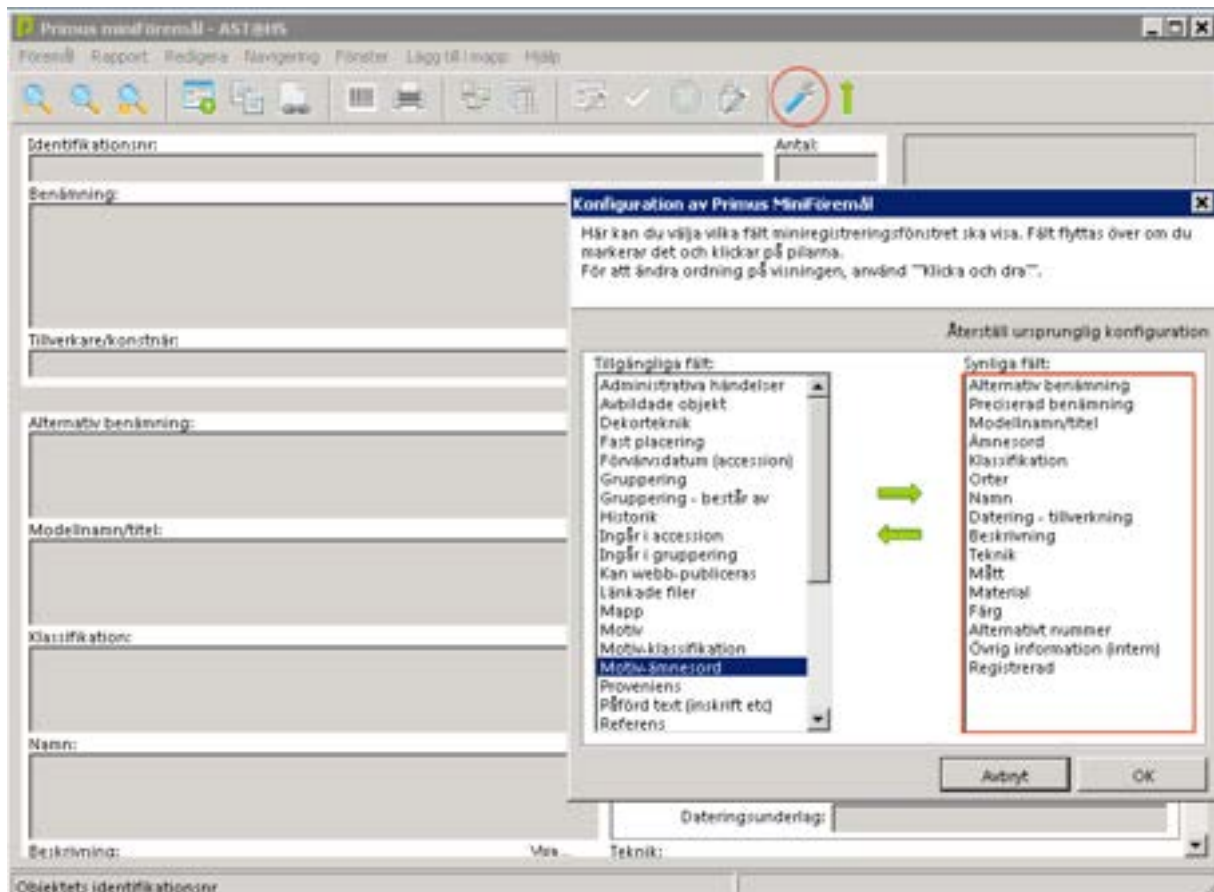 Primus miniFöremål - AST@HS
Föremål Rapport Redigera Navigering Fönster Lägg till i mapp Hjälp
Identifikationsnr:
Antal:
Benämning:
Tillverkare/konstnär:
Alternativ benämning:
Modellnamn/titel:
Klassifikation:
Namn:
Beskrivning:
Visa ...
Konfiguration av Primus MiniFöremål
Här kan du välja vilka fält miniregistreringsfönstret ska visa. Fält flyttas över om du
markerar det och klickar på pilarna.
För att ändra ordning på visningen, använd ""Klicka och dra"".
Återställ ursprunglig konfiguration
Tillgängliga fält:
Administrativa händelser
Avbildade objekt
Dekorteknik
Fast placering
Förvärvsdatum (accession)
Gruppering
Gruppering - består av
Historik
Ingår i accession
Ingår i gruppering
Kan webb-publiceras
Länkade filer
Mapp
Motiv
Motiv-klassifikation
Motiv-ämnesord
Proveniens
Påförd text (inskrift etc)
Referens
Synliga fält:
Alternativ benämning
Preciserad benämning
Modellnamn/titel
Ämnesord
Klassifikation
Orter
Namn
Datering - tillverkning
Beskrivning
Teknik
Mått
Material
Färg
Alternativt nummer
Övrig information (intern)
Registrerad
Avbryt
OK
Dateringsunderlag:
Teknik:
Objektets identifikationsnr